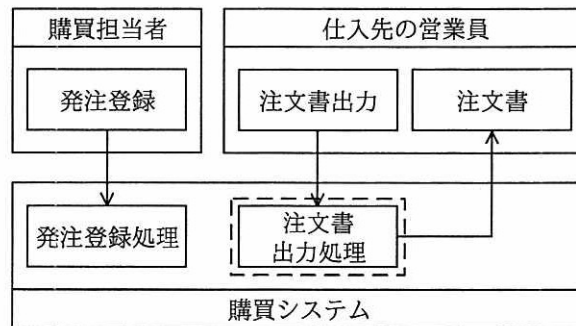 購買担当者
仕入先の営業員
発注登録
注文書出力
注文書
発注登録処理
注文書
出力処理
購買システム